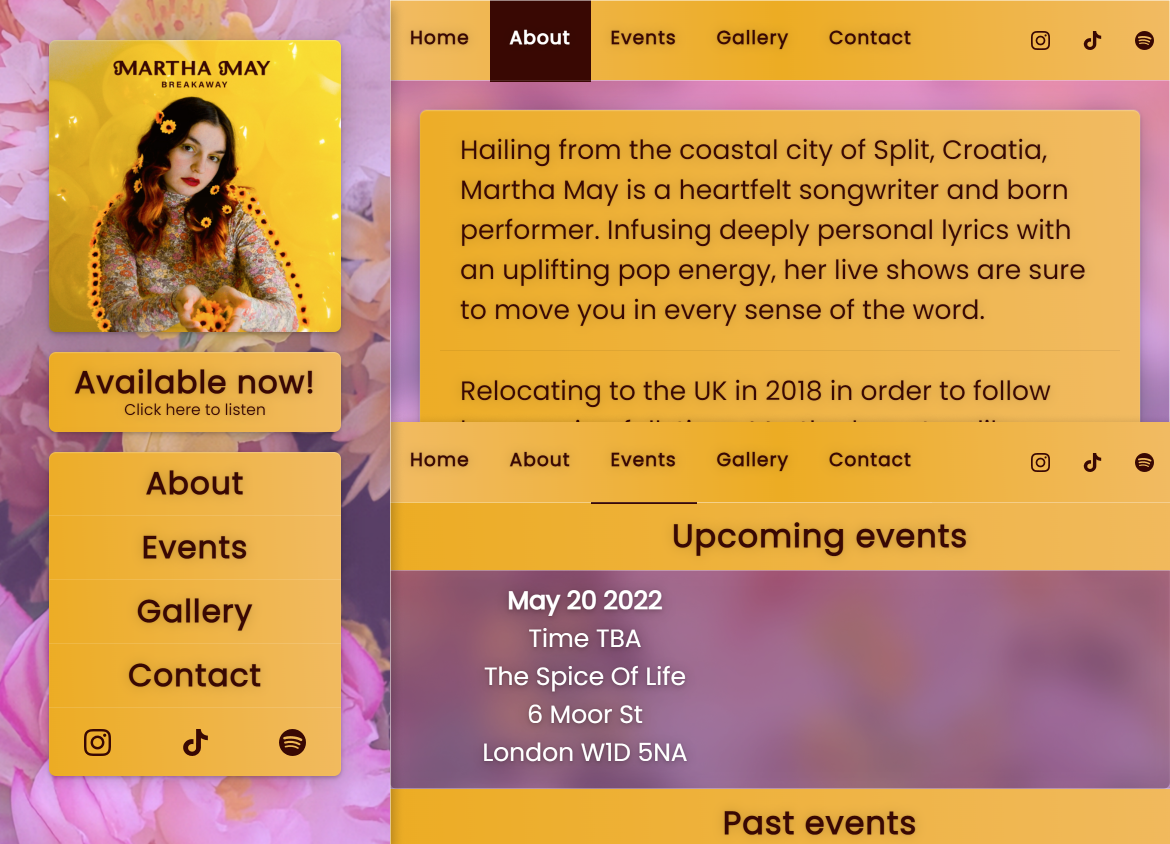 MARTHA MAY
BREAKAWAY
Available now!
Click here to listen
About
Events
Gallery
Contact
Home About Events Gallery Contact
Hailing from the coastal city of Split, Croatia,
Martha May is a heartfelt songwriter and born
performer. Infusing deeply personal lyrics with
an uplifting pop energy, her live shows are sure
to move you in every sense of the word.
Relocating to the UK in 2018 in order to follow
Home About Events Gallery Contact
Upcoming events
May 20 2022
Time TBA
The Spice Of Life
6 Moor St
London W1D 5NA
Past events